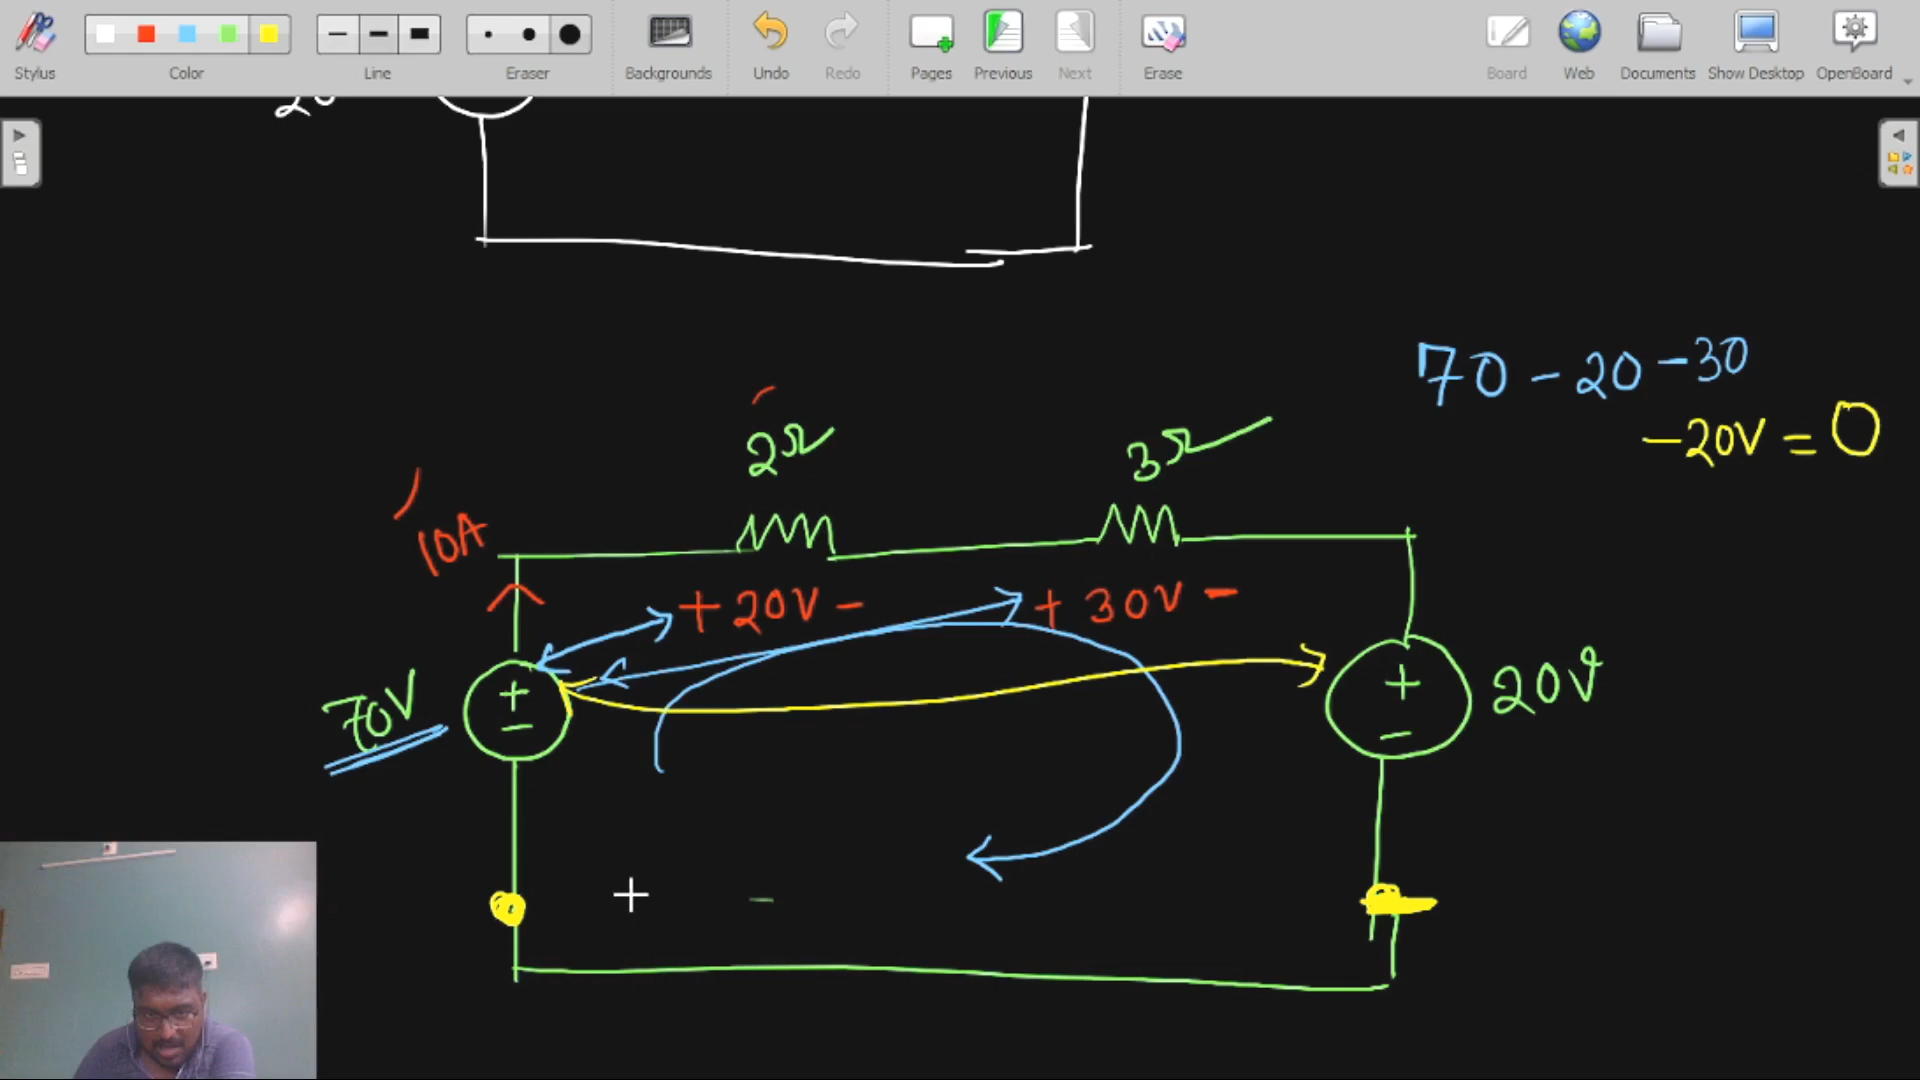 Stylus
Color
Line
Eraser
Backgrounds
Undo
Redo
Pages
Previous
Next
Erase
Board
Web
Documents
Show Desktop
OpenBoard
20
70 - 20 - 30
- 20V = 0
2Ω
3Ω
10A
+ 20V -
+ 30V -
70V
+
-
+
-
20V
+ -